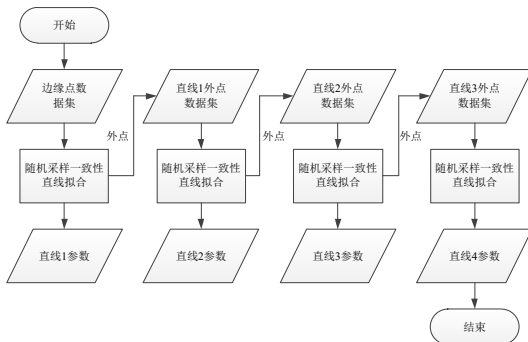 开始
边缘点数
据集
直线1外点
数据集
直线2外点
数据集
直线3外点
数据集
外点
外点
外点
随机采样一致性
直线拟合
随机采样一致性
直线拟合
随机采样一致性
直线拟合
随机采样一致性
直线拟合
直线1参数
直线2参数
直线3参数
直线4参数
结束